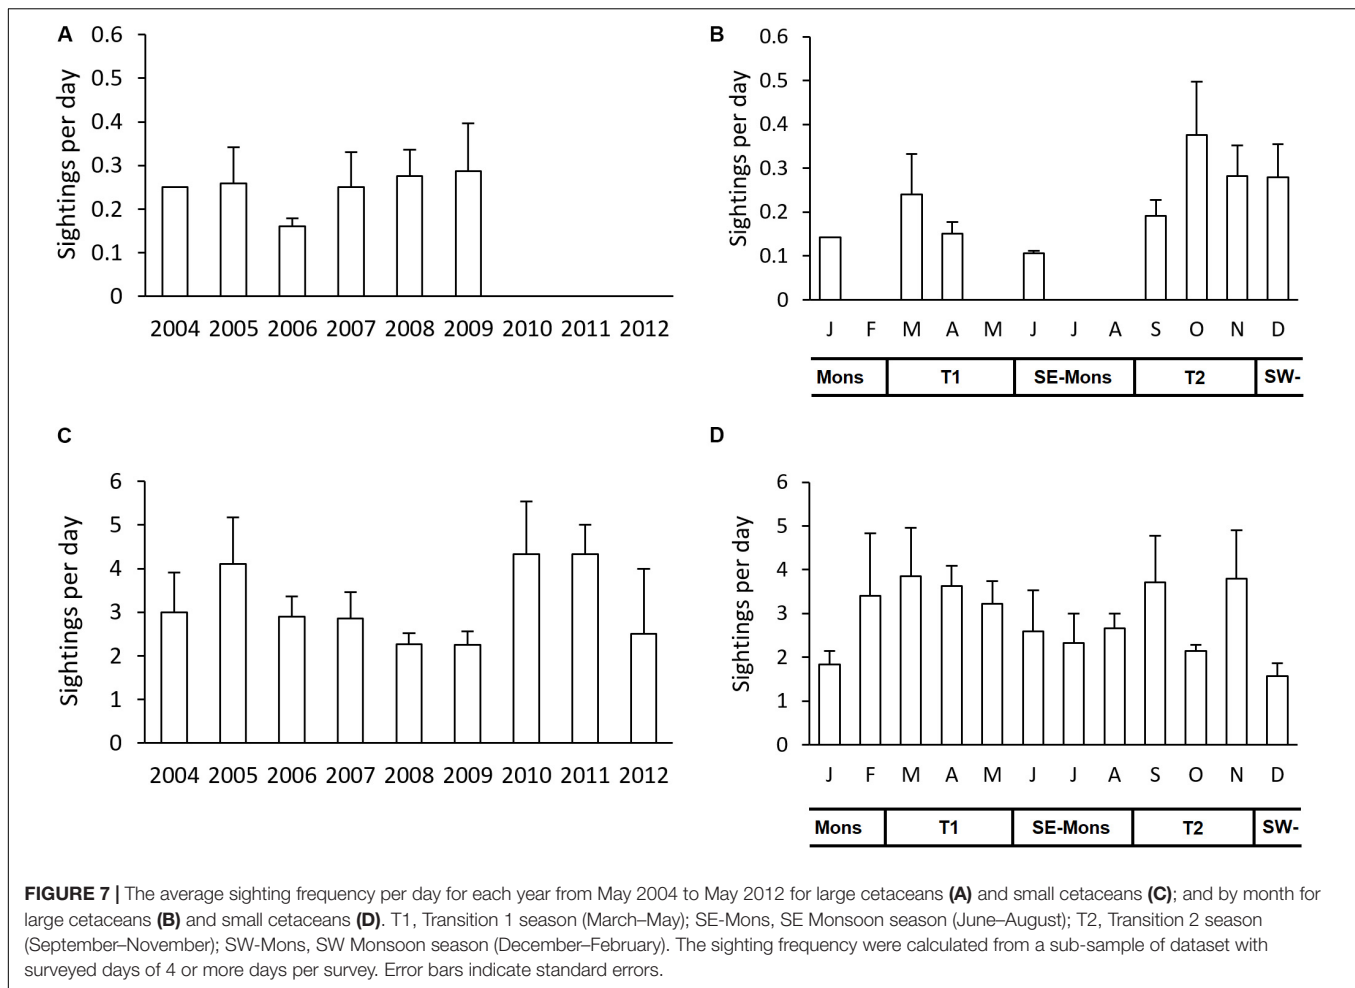 A
0.6
0.5
0.4
0.3
0.2
0.1
0
Sightings per day
2004 2005 2006 2007 2008 2009 2010 2011 2012
B
0.6
0.5
0.4
0.3
0.2
0.1
0
Sightings per day
J F M A M J J A S O N D
Mons T1 SE-Mons T2 SW-
C
6
5
4
3
2
1
0
Sightings per day
2004 2005 2006 2007 2008 2009 2010 2011 2012
D
6
5
4
3
2
1
0
Sightings per day
J F M A M J J A S O N D
Mons T1 SE-Mons T2 SW-
FIGURE 7 | The average sighting frequency per day for each year from May 2004 to May 2012 for large cetaceans (A) and small cetaceans (C); and by month for
large cetaceans (B) and small cetaceans (D). T1, Transition 1 season (March–May); SE-Mons, SE Monsoon season (June–August); T2, Transition 2 season
(September–November); SW-Mons, SW Monsoon season (December–February). The sighting frequency were calculated from a sub-sample of dataset with
surveyed days of 4 or more days per survey. Error bars indicate standard errors.